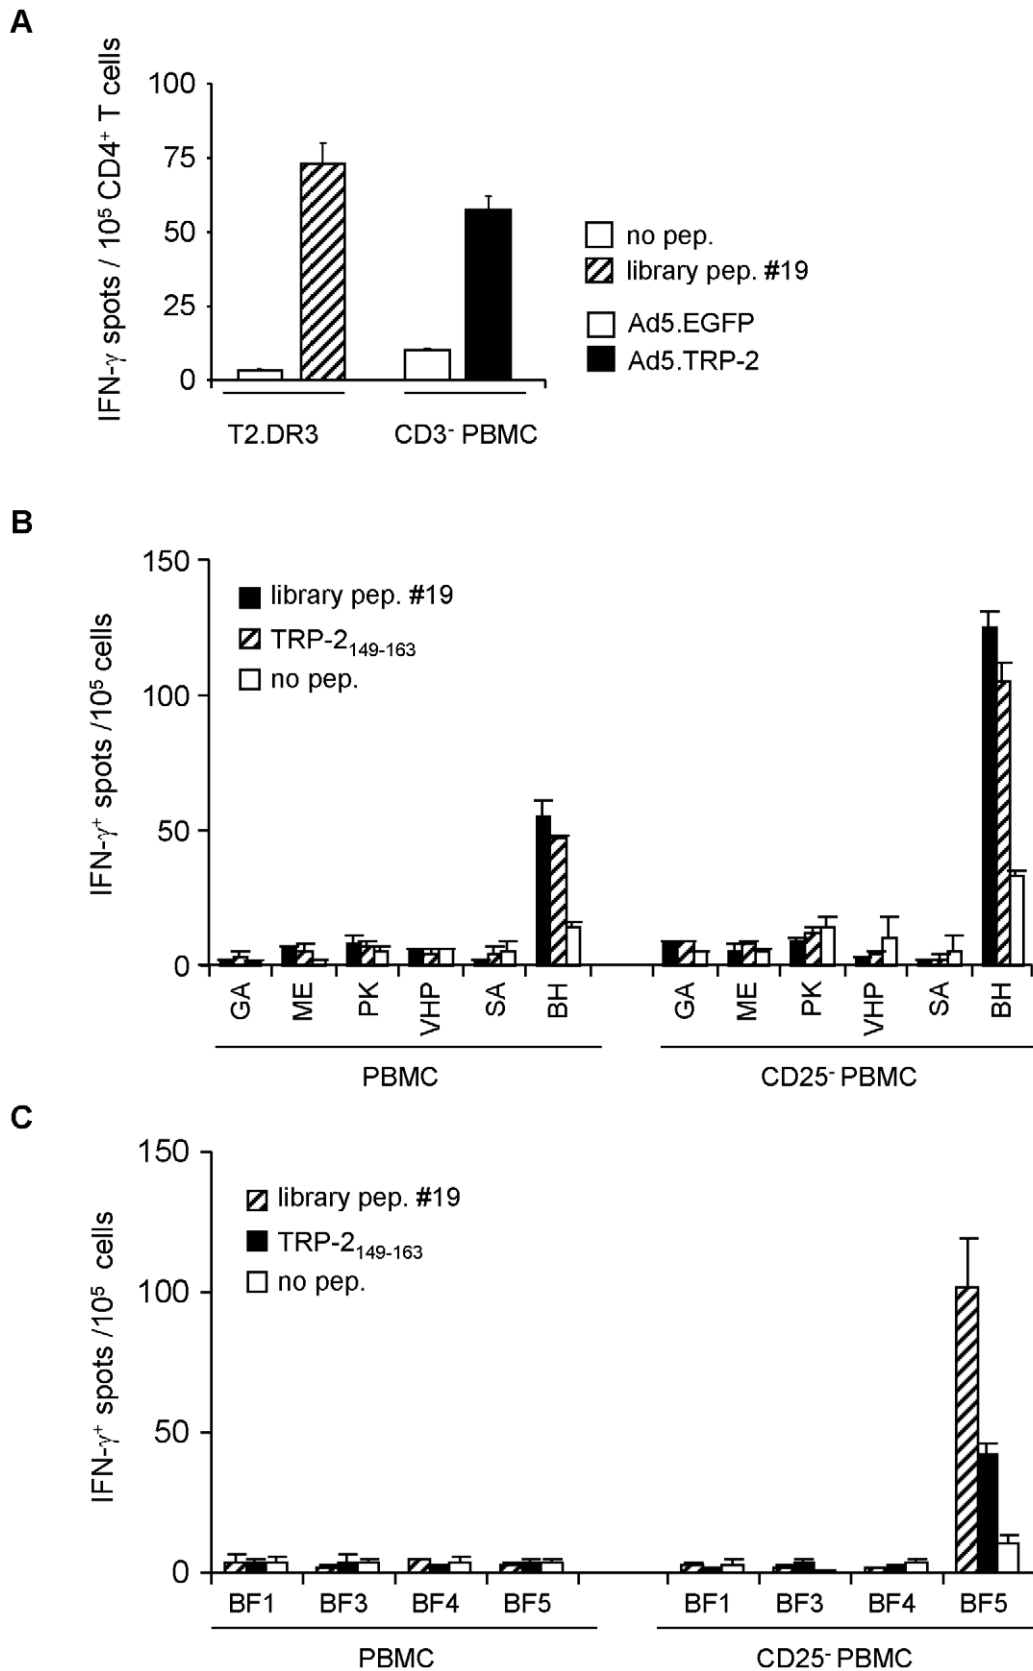 A
IFN-γ spots / 10⁵ CD4⁺ T cells
100
75
50
25
0
no pep.
library pep. #19
Ad5.EGFP
Ad5.TRP-2
T2.DR3
CD3⁻ PBMC
B
IFN-γ⁺ spots /10⁵ cells
150
100
50
0
library pep. #19
TRP-2₁₄₉₋₁₆₃
no pep.
GA ME PK VHP SA BH GA ME PK VHP SA BH
PBMC CD25⁻ PBMC
C
IFN-γ⁺ spots /10⁵ cells
150
100
50
0
library pep. #19
TRP-2₁₄₉₋₁₆₃
no pep.
BF1 BF3 BF4 BF5 BF1 BF3 BF4 BF5
PBMC CD25⁻ PBMC